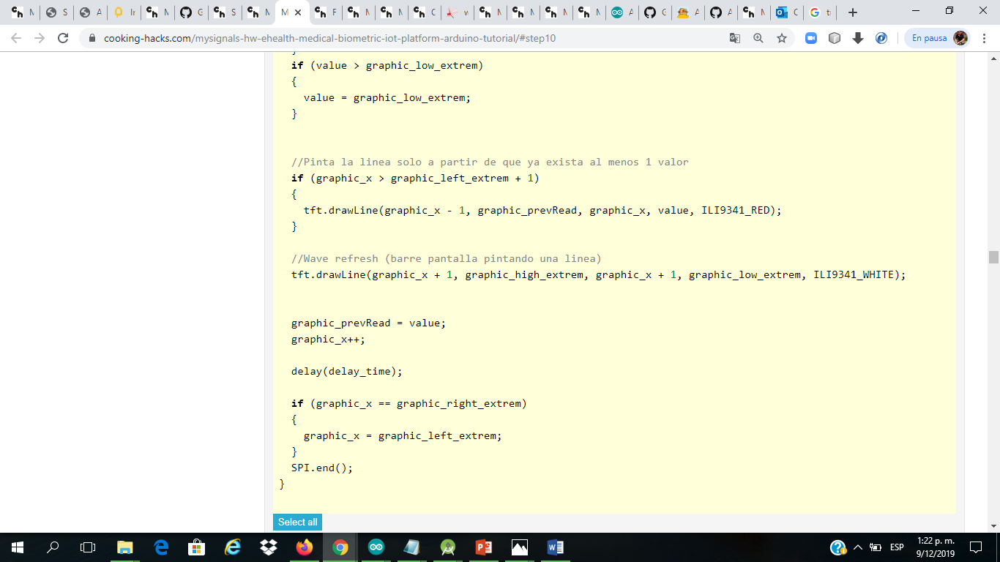 M
S
A
Ir
M
G
S
M
M
F
M
M
C
w
M
M
M
M
A
C
A
A
M
C
tr
cooking-hacks.com/mysignals-hw-ehealth-medical-biometric-iot-platform-arduino-tutorial/#step10
En pausa
}
if (value > graphic_low_extrem)
{
value = graphic_low_extrem;
}
//Pinta la linea solo a partir de que ya exista al menos 1 valor
if (graphic_x > graphic_left_extrem + 1)
{
tft.drawLine(graphic_x - 1, graphic_prevRead, graphic_x, value, ILI9341_RED);
}
//Wave refresh (barre pantalla pintando una linea)
tft.drawLine(graphic_x + 1, graphic_high_extrem, graphic_x + 1, graphic_low_extrem, ILI9341_WHITE);
graphic_prevRead = value;
graphic_x++;
delay(delay_time);
if (graphic_x == graphic_right_extrem)
{
graphic_x = graphic_left_extrem;
}
SPI.end();
}
Select all
ESP
1:22 p. m.
9/12/2019